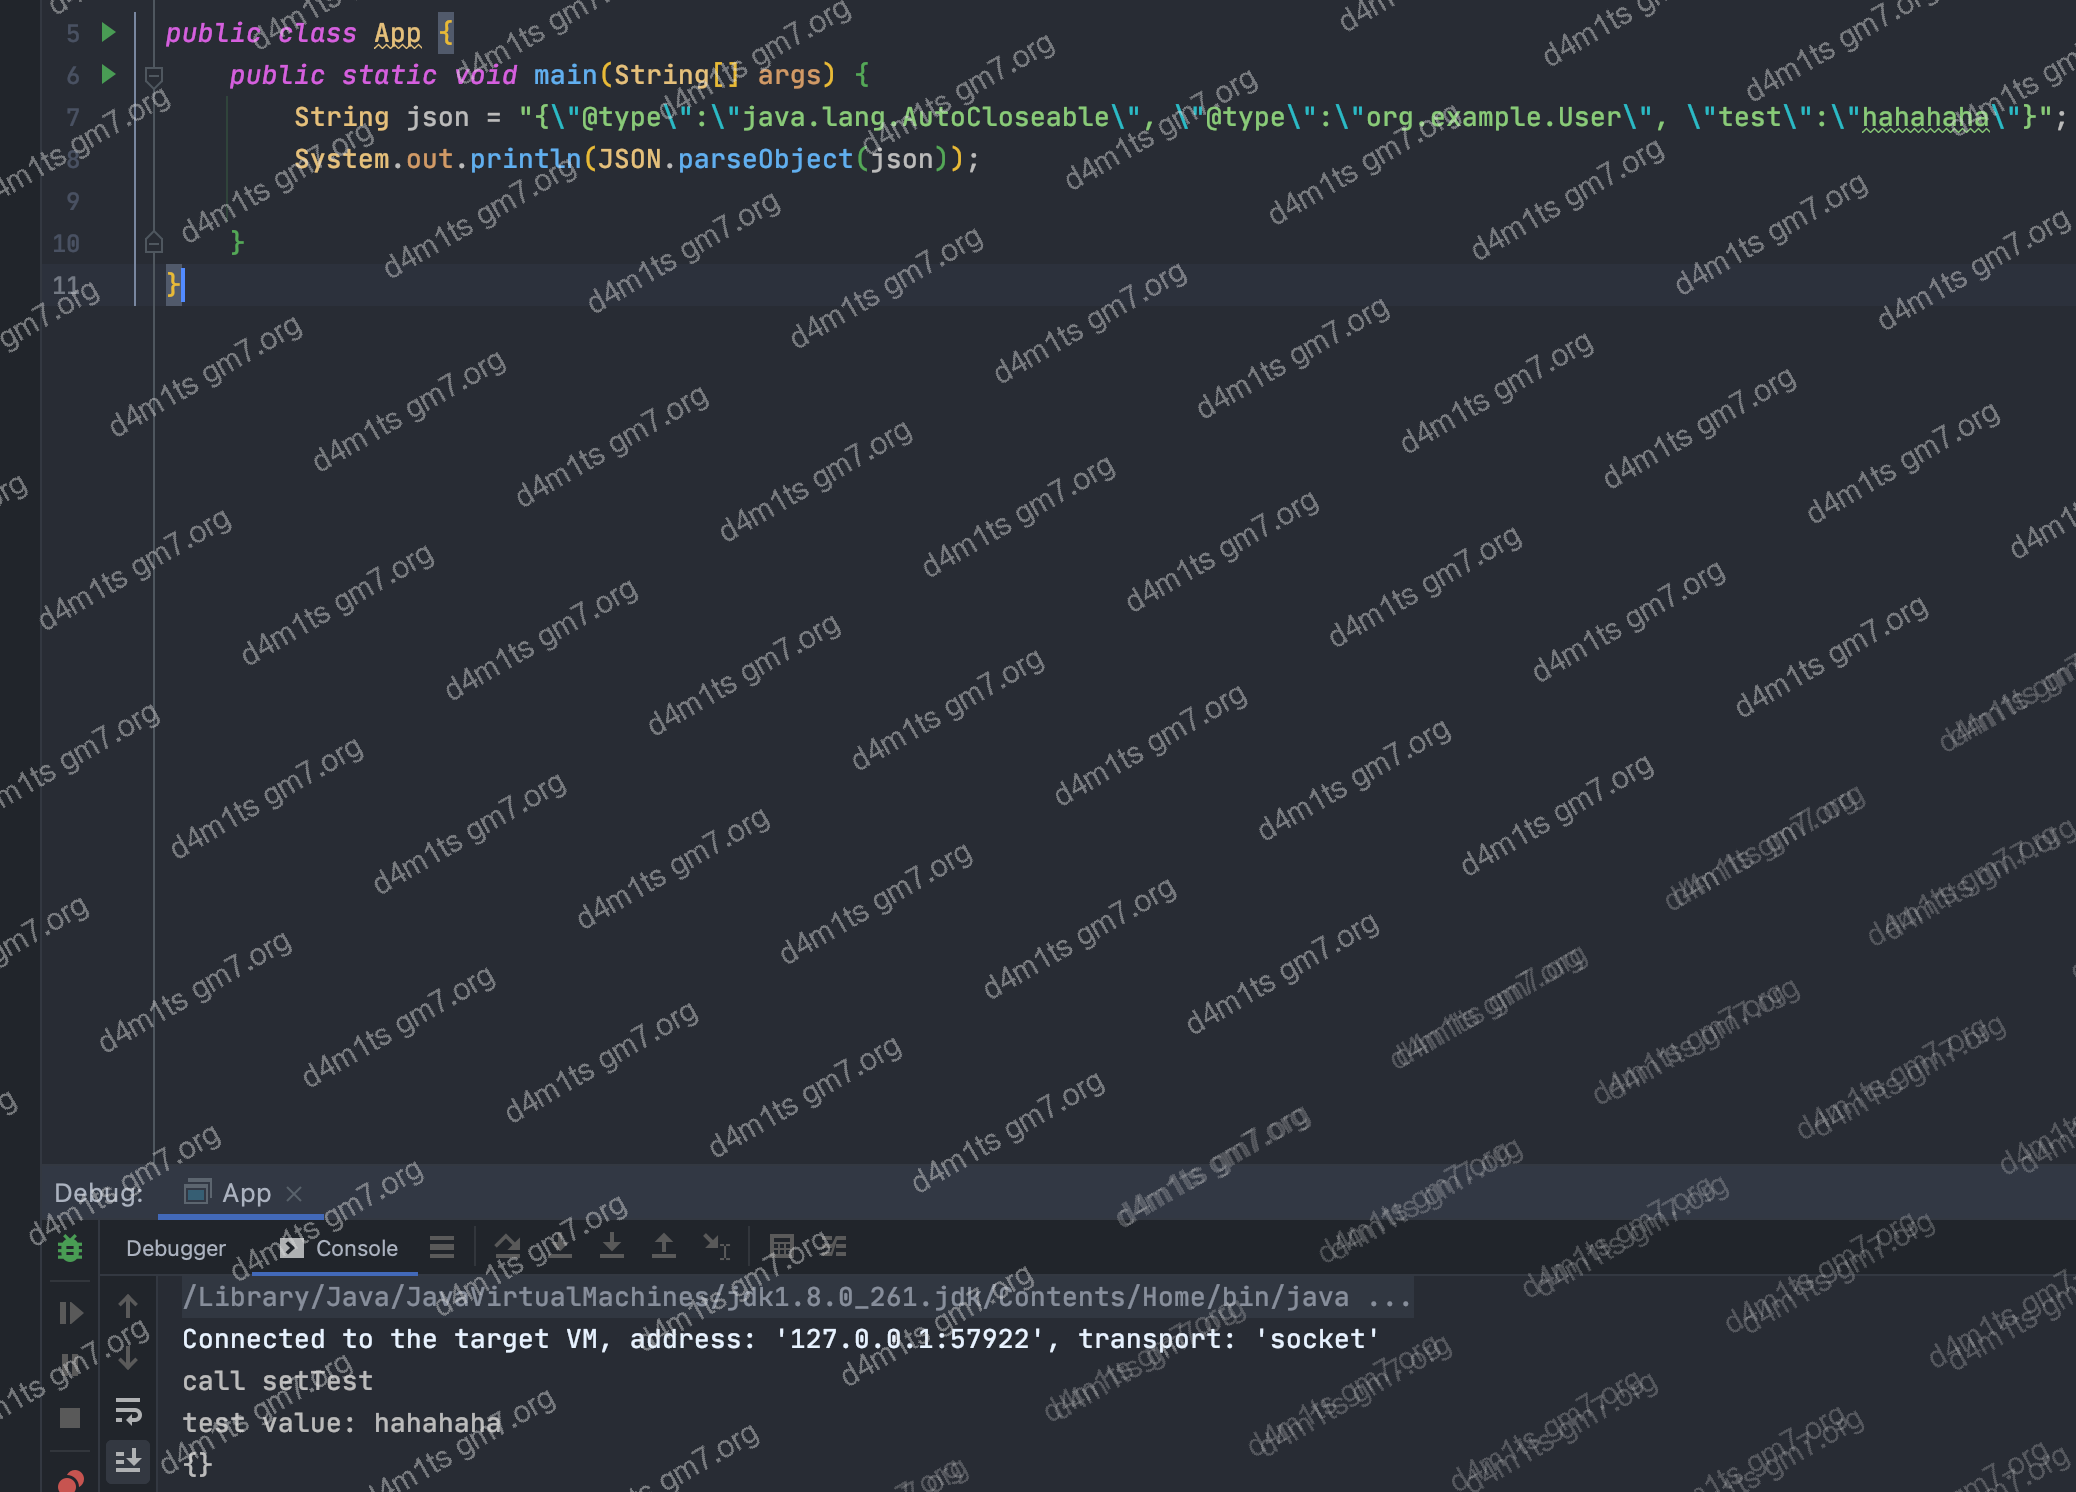 5 public class App {
6 public static void main(String[] args) {
7 String json = "{\"@type\":\"java.lang.AutoCloseable\", \"@type\":\"org.example.User\", \"test\":\"hahahaha\"}";
8 System.out.println(JSON.parseObject(json));
9
10 }
11 }
d4m1ts gm7.org
Debug: App
Debugger Console
/Library/Java/JavaVirtualMachines/jdk1.8.0_261.jdk/Contents/Home/bin/java ...
Connected to the target VM, address: '127.0.0.1:57922', transport: 'socket'
call setTest
test value: hahahaha
{}